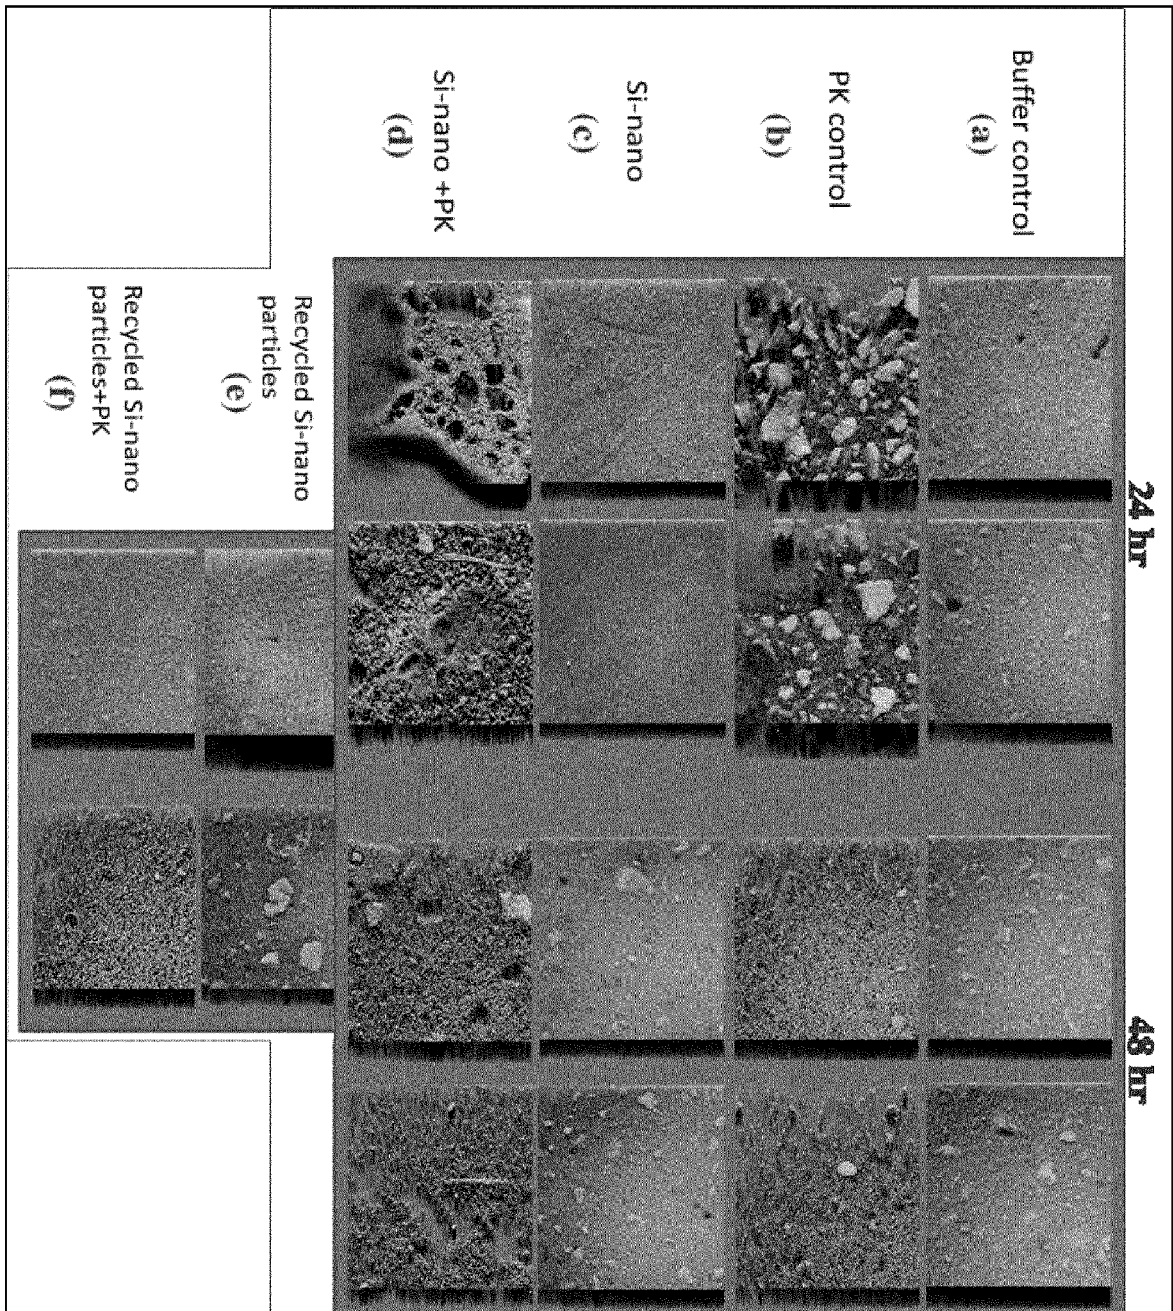 24 hr
48 hr
Buffer control
(a)
PK control
(b)
Si-nano
(c)
Si-nano +PK
(d)
Recycled Si-nano
particles
(e)
Recycled Si-nano
particles+PK
(f)